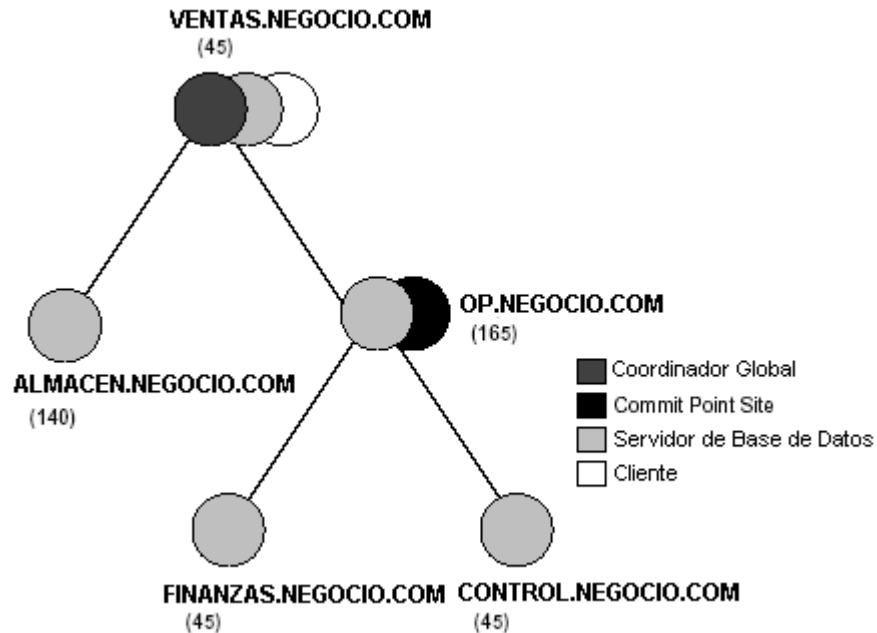 VENTAS.NEGOCIO.COM
(45)
OP.NEGOCIO.COM
(165)
ALMACEN.NEGOCIO.COM
(140)
Coordinador Global
Commit Point Site
Servidor de Base de Datos
Cliente
FINANZAS.NEGOCIO.COM
(45)
CONTROL.NEGOCIO.COM
(45)